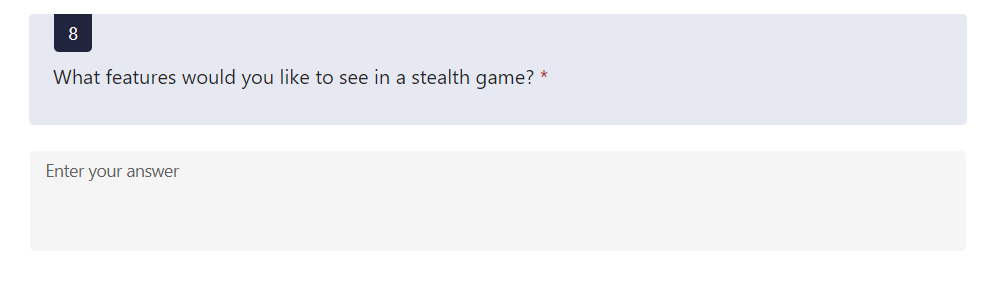 8
What features would you like to see in a stealth game? *
Enter your answer